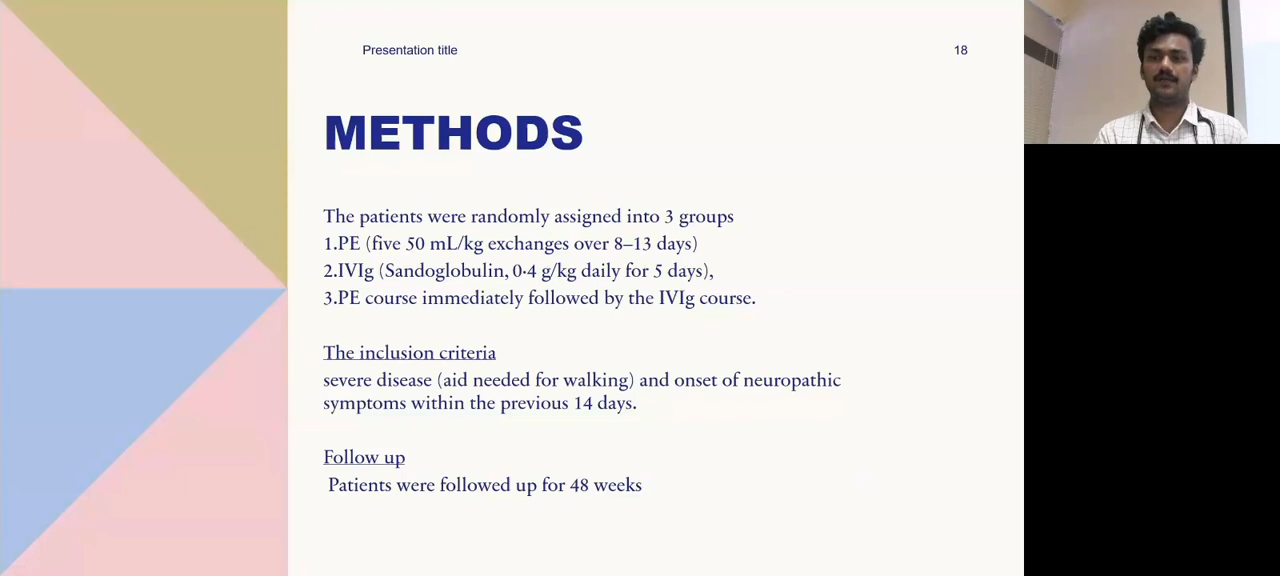 Presentation title
18
METHODS
The patients were randomly assigned into 3 groups
1.PE (five 50 mL/kg exchanges over 8–13 days)
2.IVIg (Sandoglobulin, 0·4 g/kg daily for 5 days),
3.PE course immediately followed by the IVIg course.
The inclusion criteria
severe disease (aid needed for walking) and onset of neuropathic
symptoms within the previous 14 days.
Follow up
Patients were followed up for 48 weeks